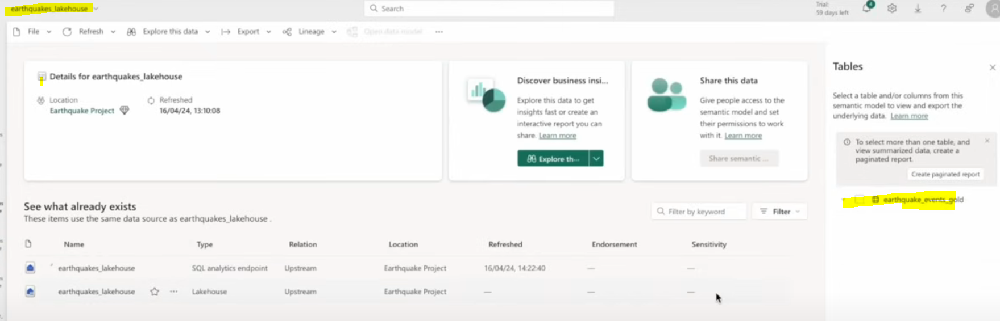 earthquakes_lakehouse
Search
Trial:
59 days left
4
File
Refresh
Explore this data
Export
Lineage
Open data model
...
Details for earthquakes_lakehouse
Location
Earthquake Project
Refreshed
16/04/24, 13:10:08
Discover business insi...
Explore this data to get
insights fast or create an
interactive report you can
share. Learn more
Explore th...
Share this data
Give people access to the
semantic model and set
their permissions to work
with it. Learn more
Share semantic ...
Tables
Select a table and/or columns from this
semantic model to view and export the
underlying data. Learn more
To select more than one table, and
view summarized data, create a
paginated report.
Create paginated report
earthquake_events_gold
See what already exists
These items use the same data source as earthquakes_lakehouse .
Filter by keyword
Filter
Name Type Relation Location Refreshed Endorsement Sensitivity
earthquakes_lakehouse SQL analytics endpoint Upstream Earthquake Project 16/04/24, 14:22:40 — —
earthquakes_lakehouse ... Lakehouse Upstream Earthquake Project — — —